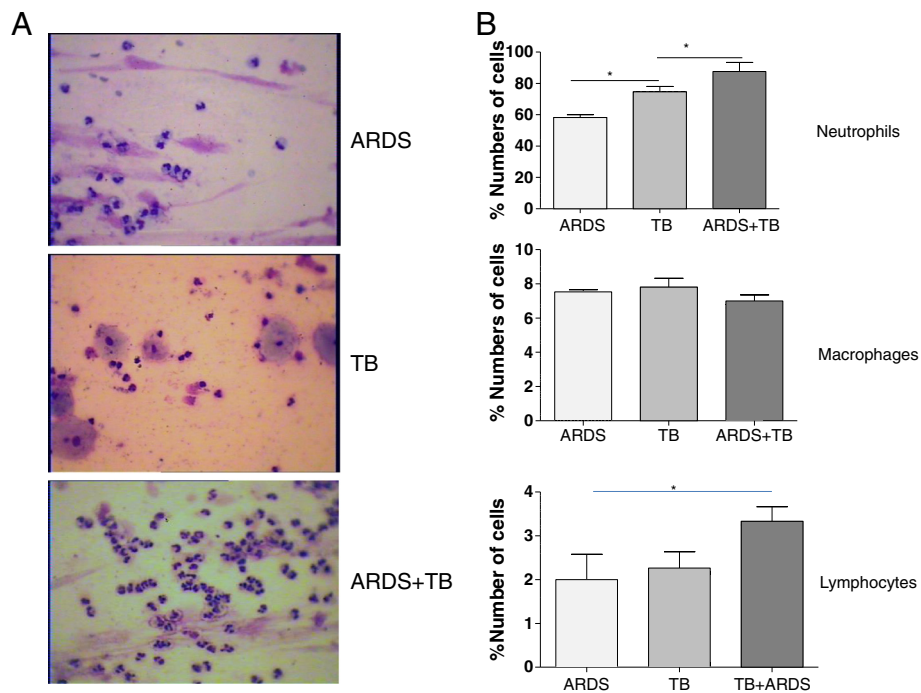 A
ARDS
TB
ARDS+TB
B
% Numbers of cells
100
80
60
40
20
0
*
*
ARDS TB ARDS+TB
Neutrophils
% Numbers of cells
8
6
4
2
0
ARDS TB ARDS+TB
Macrophages
%Number of cells
4
3
2
1
0
*
ARDS TB TB+ARDS
Lymphocytes